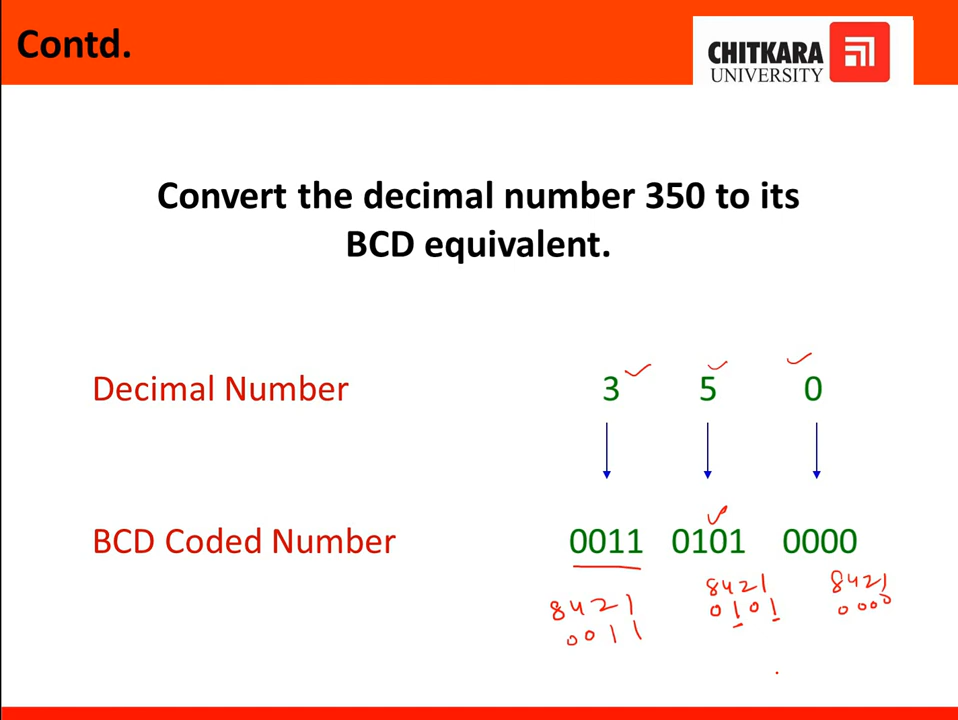 Contd.
CHITKARA
UNIVERSITY
Convert the decimal number 350 to its
BCD equivalent.
Decimal Number 3 5 0
BCD Coded Number 0011 0101 0000
8421 8421 8421
0011 0101 0000